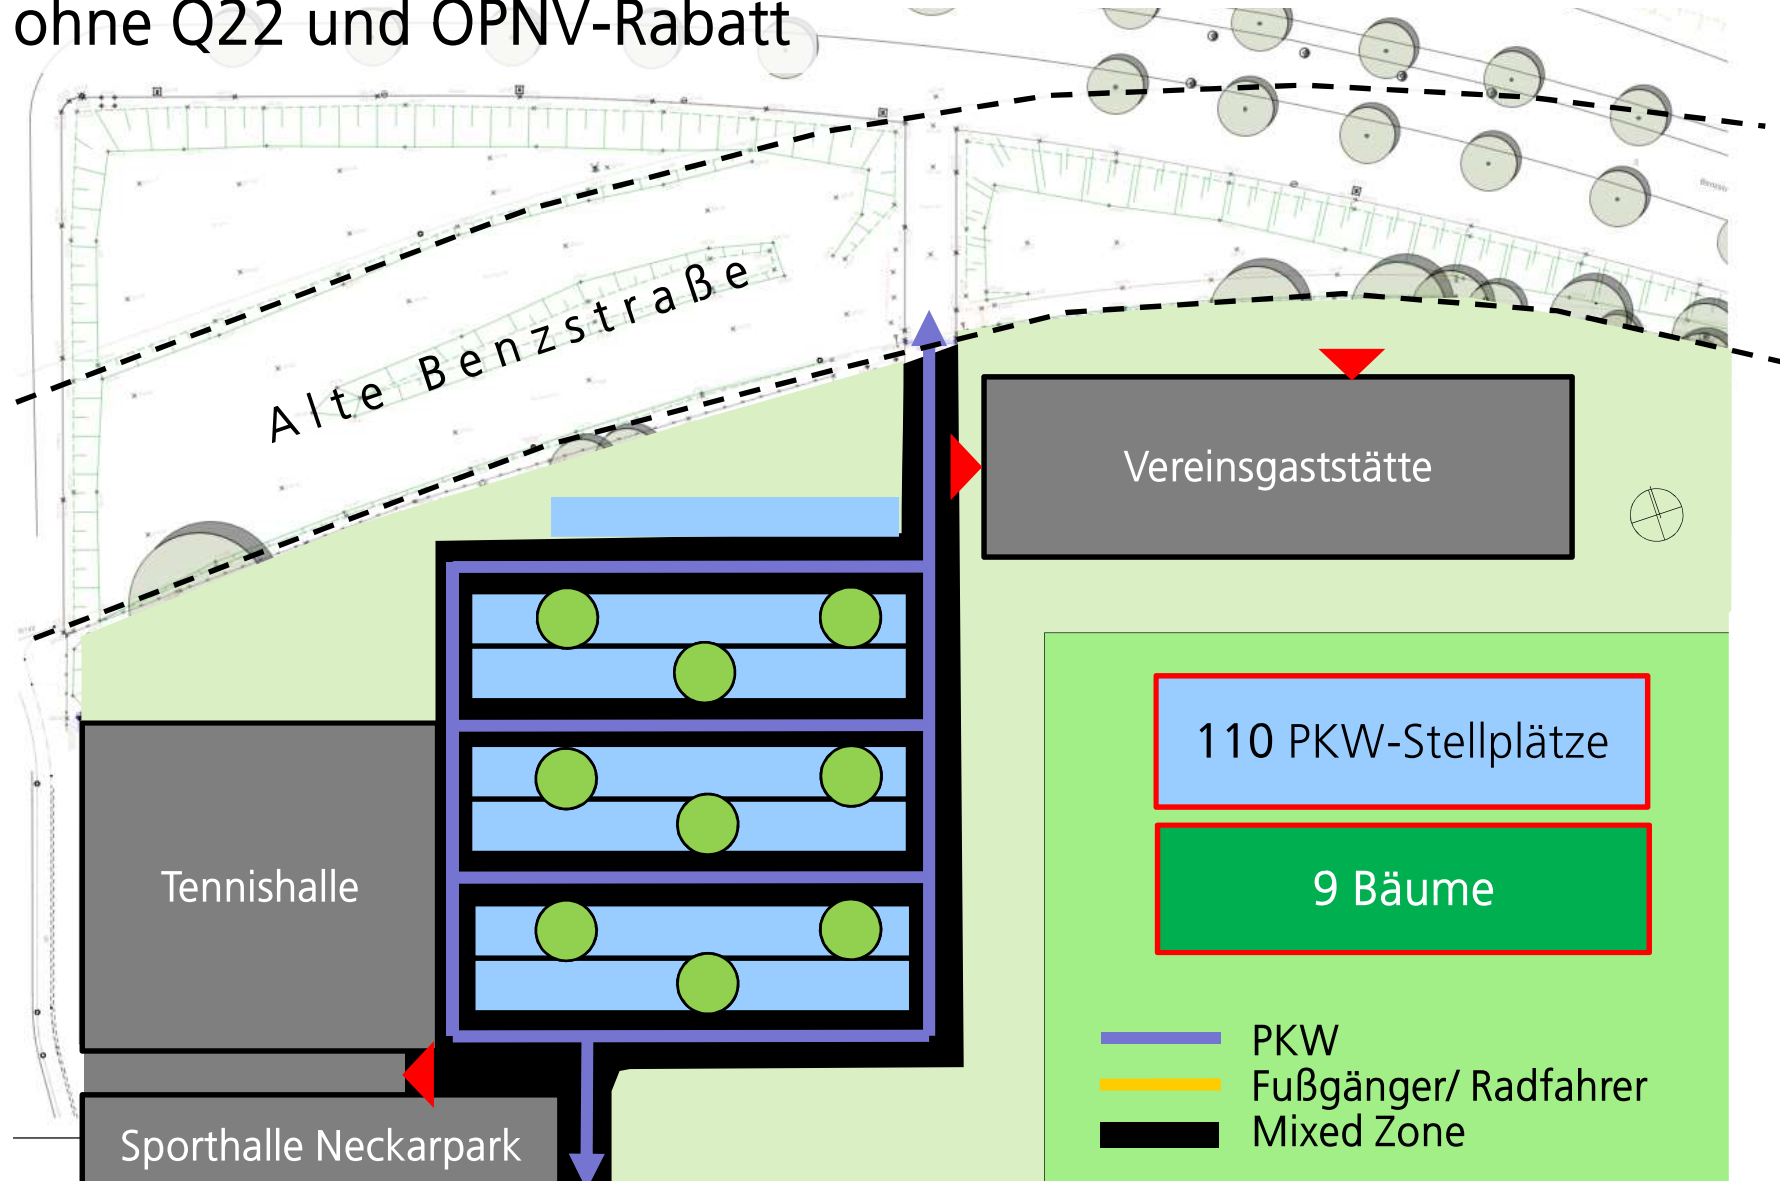 ohne Q22 und ÖPNV-Rabatt
Alte Benzstraße
Vereinsgaststätte
110 PKW-Stellplätze
9 Bäume
Tennishalle
Sporthalle Neckarpark
PKW
Fußgänger/ Radfahrer
Mixed Zone